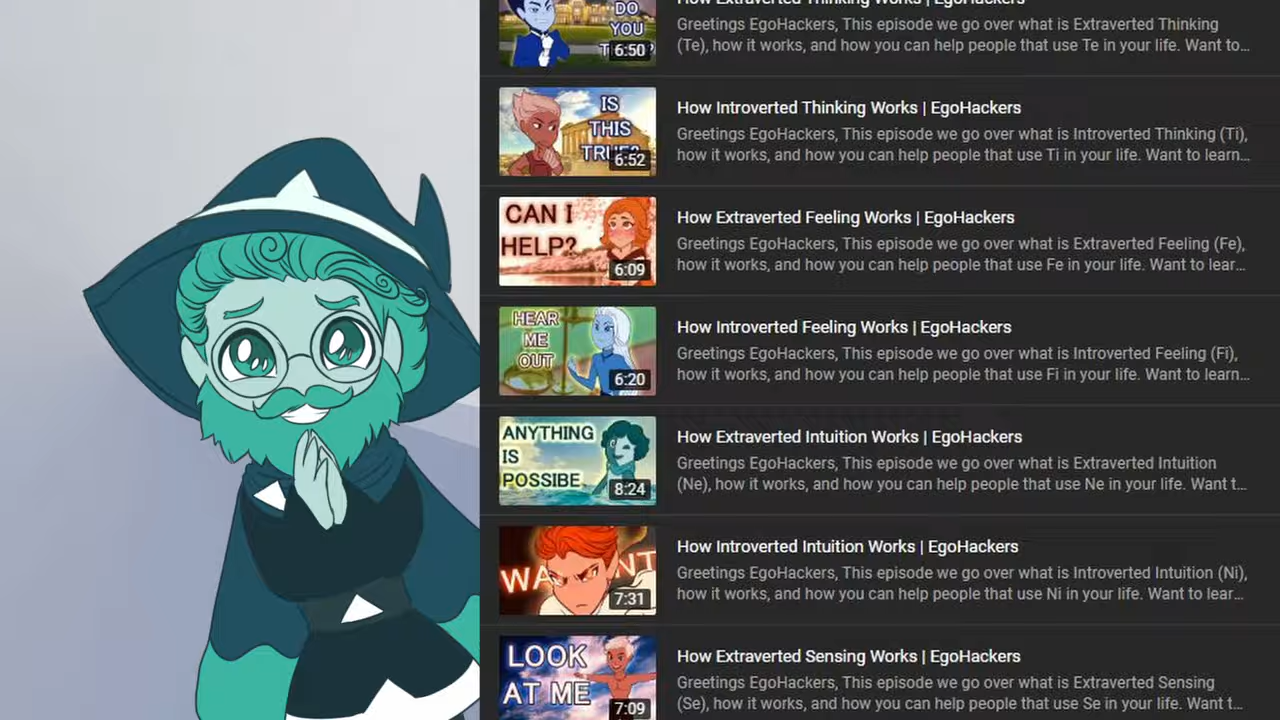 How Extraverted Thinking Works | EgoHackers
DO
YOU
6:50
Greetings EgoHackers, This episode we go over what is Extraverted Thinking
(Te), how it works, and how you can help people that use Te in your life. Want to...
IS
THIS
TRUE?
6:52
How Introverted Thinking Works | EgoHackers
Greetings EgoHackers, This episode we go over what is Introverted Thinking (Ti),
how it works, and how you can help people that use Ti in your life. Want to learn...
CAN I
HELP?
6:09
How Extraverted Feeling Works | EgoHackers
Greetings EgoHackers, This episode we go over what is Extraverted Feeling (Fe),
how it works, and how you can help people that use Fe in your life. Want to lear...
HEAR
ME
OUT
6:20
How Introverted Feeling Works | EgoHackers
Greetings EgoHackers, This episode we go over what is Introverted Feeling (Fi),
how it works, and how you can help people that use Fi in your life. Want to learn...
ANYTHING
IS
POSSIBE
8:24
How Extraverted Intuition Works | EgoHackers
Greetings EgoHackers, This episode we go over what is Extraverted Intuition
(Ne), how it works, and how you can help people that use Ne in your life. Want t...
7:31
How Introverted Intuition Works | EgoHackers
Greetings EgoHackers, This episode we go over what is Introverted Intuition (Ni),
how it works, and how you can help people that use Ni in your life. Want to lear...
LOOK
AT ME
7:09
How Extraverted Sensing Works | EgoHackers
Greetings EgoHackers, This episode we go over what is Extraverted Sensing
(Se), how it works, and how you can help people that use Se in your life. Want t...